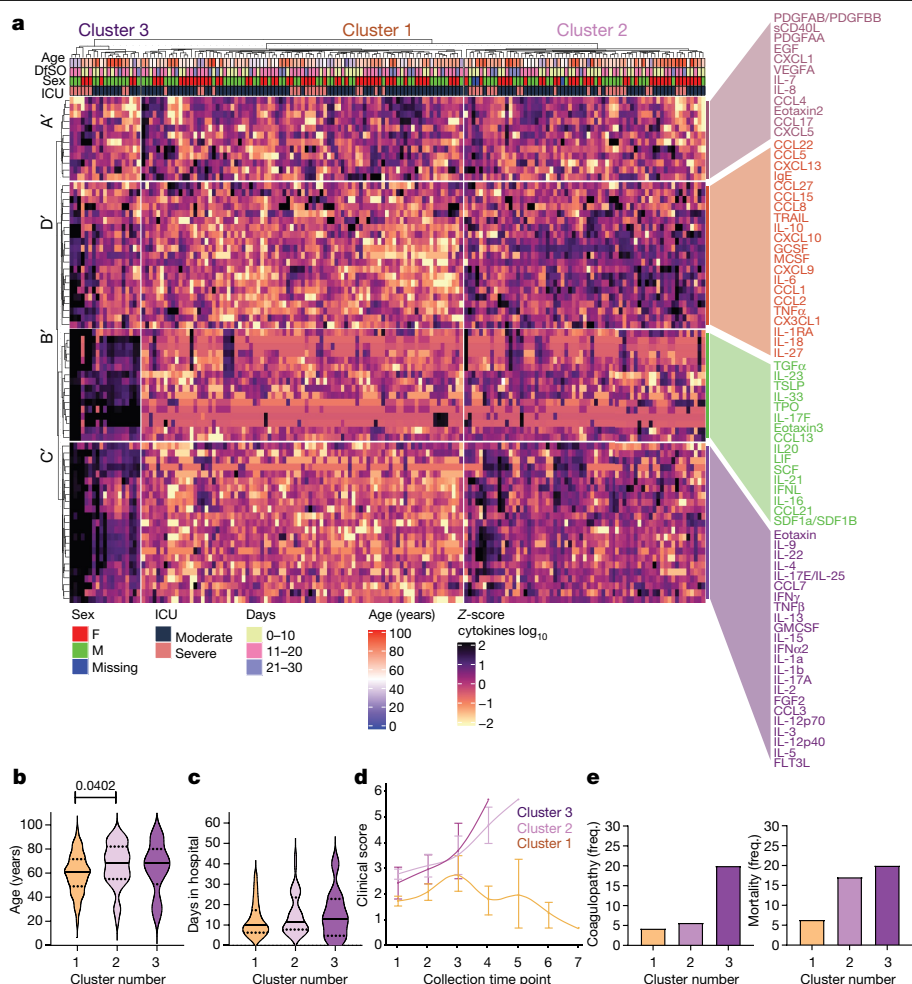 a
Cluster 3
Cluster 1
Cluster 2
Age
DfSO
Sex
ICU
A′
D′
B′
C′
PDGFAB/PDGFBB
sCD40L
PDGFAA
EGF
CXCL1
VEGFA
IL-7
IL-8
CCL4
Eotaxin2
CCL17
CXCL5
CCL22
CCL5
CXCL13
IgE
CCL27
CCL15
CCL8
TRAIL
IL-10
CXCL10
GCSF
MCSF
CXCL9
IL-6
CCL1
CCL2
TNFα
CX3CL1
IL-1RA
IL-18
IL-27
TGFα
IL-23
TSLP
IL-33
TPO
IL-17F
Eotaxin3
CCL13
IL20
LIF
SCF
IL-21
IFNL
IL-16
CCL21
SDF1a/SDF1B
Eotaxin
IL-9
IL-22
IL-4
IL-17E/IL-25
CCL7
IFNγ
TNFβ
IL-13
GMCSF
IL-15
IFNα2
IL-1a
IL-1b
IL-17A
IL-2
FGF2
CCL3
IL-12p70
IL-3
IL-12p40
IL-5
FLT3L
Sex
F
M
Missing
ICU
Moderate
Severe
Days
0–10
11–20
21–30
Age (years)
100
80
60
40
20
0
Z-score
cytokines log10
2
1
0
−1
−2
b
0.0402
Age (years)
100
80
60
40
20
0
1 2 3
Cluster number
c
Days in hospital
60
50
40
30
20
10
0
1 2 3
Cluster number
d
Clinical score
6
5
4
3
2
1
0
Cluster 3
Cluster 2
Cluster 1
1 2 3 4 5 6 7
Collection time point
e
Coagulopathy (freq.)
30
25
20
15
10
5
0
1 2 3
Cluster number
Mortality (freq.)
30
25
20
15
10
5
0
1 2 3
Cluster number